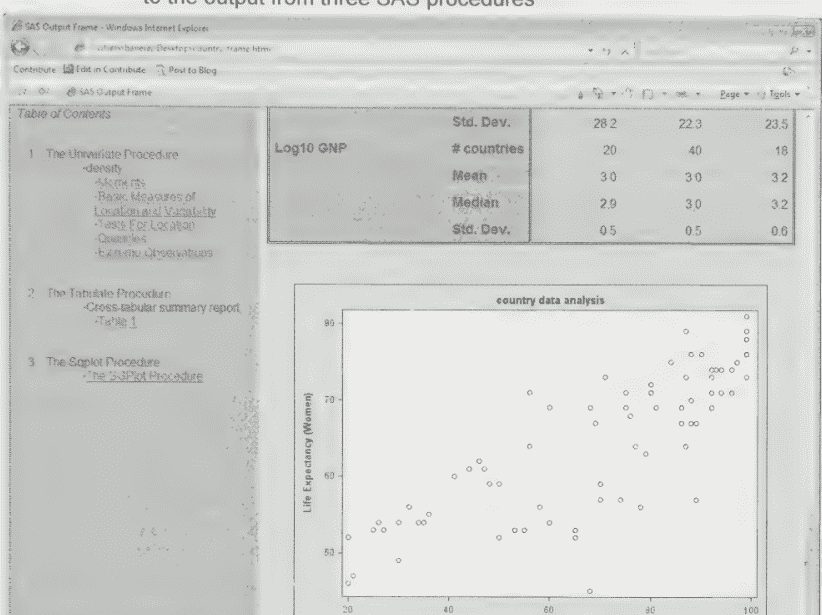 to the output from three SAS procedures
SAS Output Frame - Windows Internet Explorer
Contribute Edit in Contribute Post to Blog
SAS Output Frame
Page Tools
Table of Contents
1 The Univariate Procedure
-density
-Moments
-Basic Measures of
Location and Variability
-Tests For Location
-Quantiles
-Extreme Observations
2 The Tabulate Procedure
-Cross-tabular summary report
-Table 1
3 The Sgplot Procedure
-The SGPlot Procedure
Std. Dev. 28.2 22.3 23.5
Log10 GNP # countries 20 40 18
Mean 3.0 3.0 3.2
Median 2.9 3.0 3.2
Std. Dev. 0.5 0.5 0.6
country data analysis
Life Expectancy (Women)
80
70
60
50
20 40 60 80 100